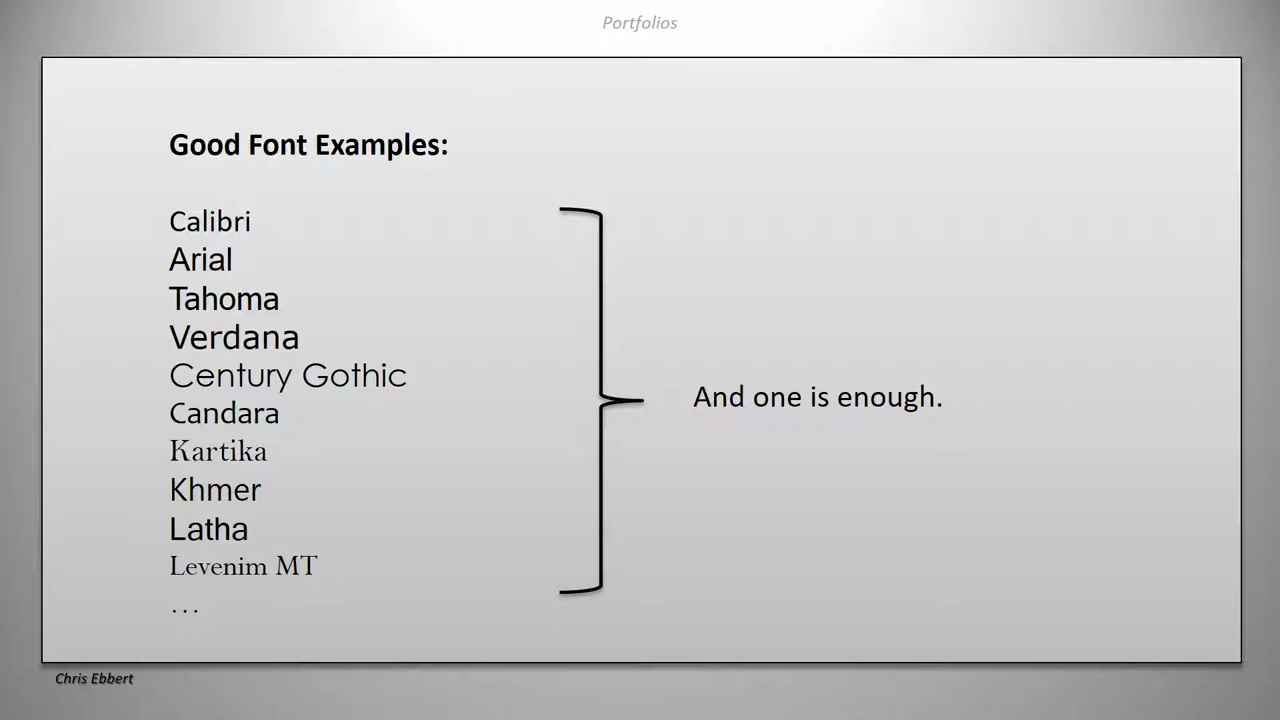 Portfolios
Good Font Examples:
Calibri
Arial
Tahoma
Verdana
Century Gothic
Candara
Kartika
Khmer
Latha
Levenim MT
...
And one is enough.
Chris Ebbert